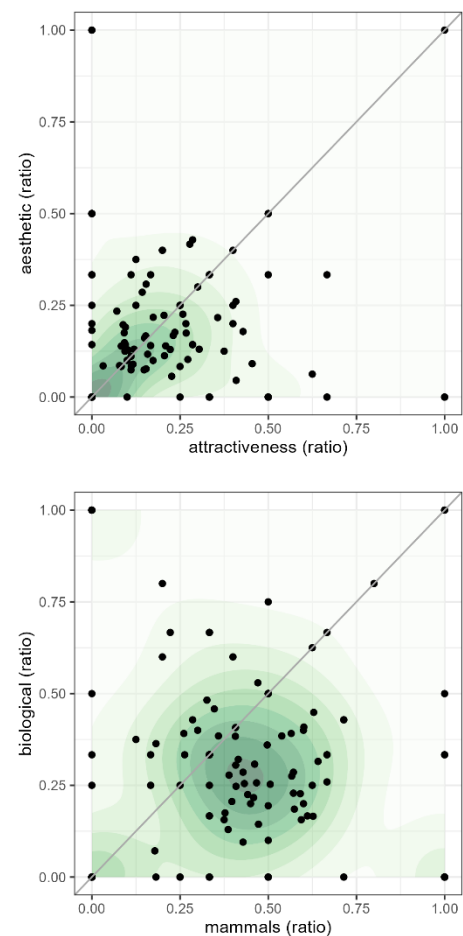 1.00
0.75
0.50
0.25
0.00
aesthetic (ratio)
0.00 0.25 0.50 0.75 1.00
attractiveness (ratio)
1.00
0.75
0.50
0.25
0.00
biological (ratio)
0.00 0.25 0.50 0.75 1.00
mammals (ratio)